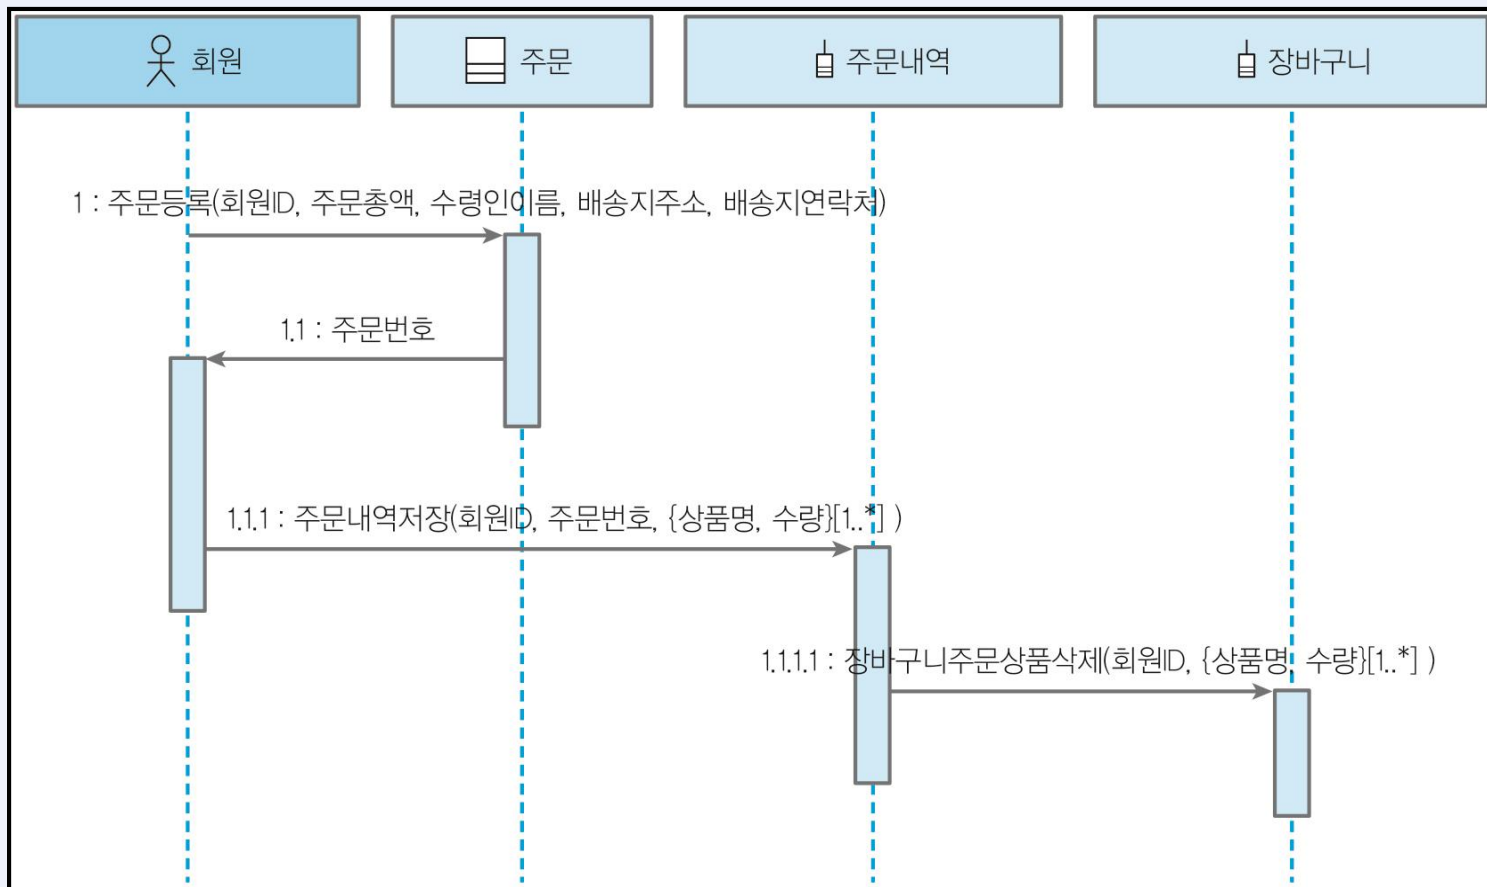 회원
주문
주문내역
장바구니
1 : 주문등록(회원ID, 주문총액, 수령인이름, 배송지주소, 배송지연락처)
1.1 : 주문번호
1.1.1 : 주문내역저장(회원ID, 주문번호, {상품명, 수량}[1..*] )
1.1.1.1 : 장바구니주문상품삭제(회원ID, {상품명, 수량}[1..*] )